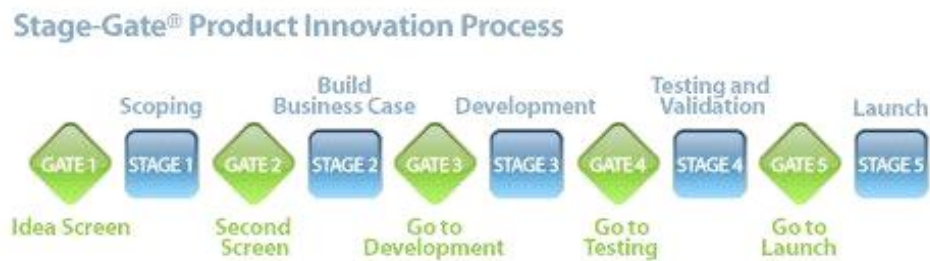 Stage-Gate® Product Innovation Process
Scoping
Build
Business Case
Development
Testing and
Validation
Launch
GATE 1
STAGE 1
GATE 2
STAGE 2
GATE 3
STAGE 3
GATE 4
STAGE 4
GATE 5
STAGE 5
Idea Screen
Second
Screen
Go to
Development
Go to
Testing
Go to
Launch